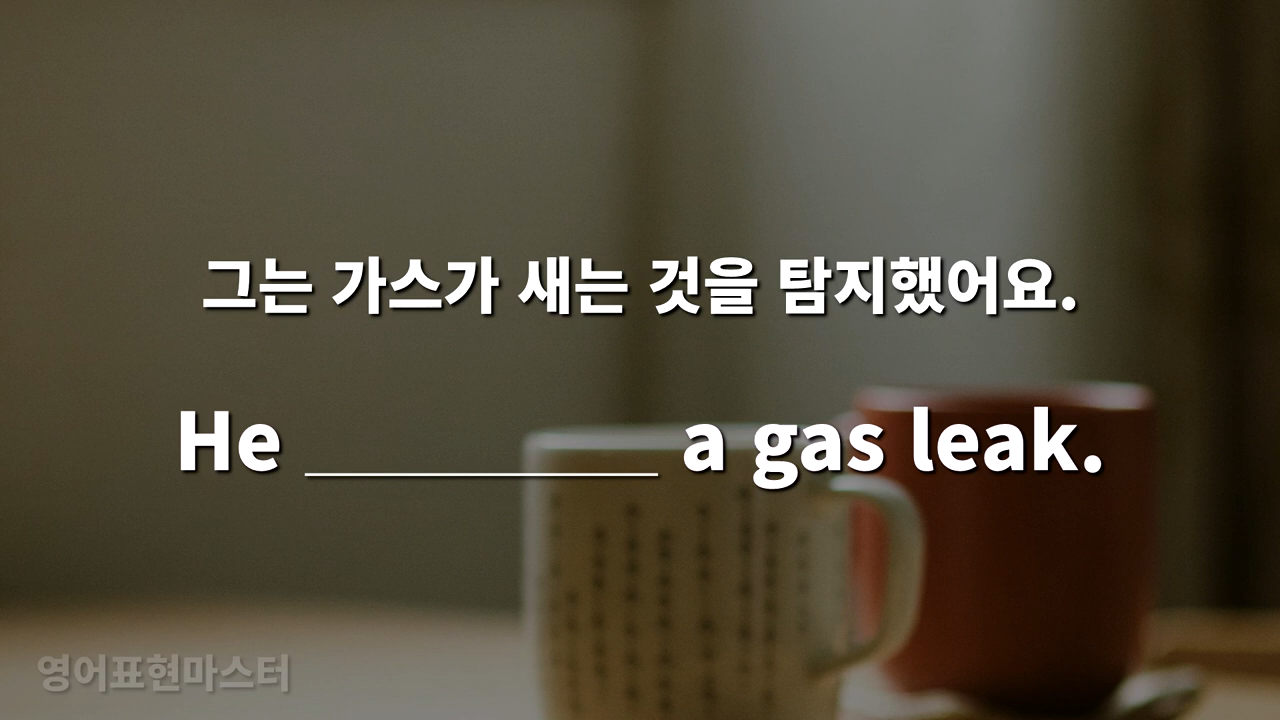 그는 가스가 새는 것을 탐지했어요.
He ________ a gas leak.
영어표현마스터